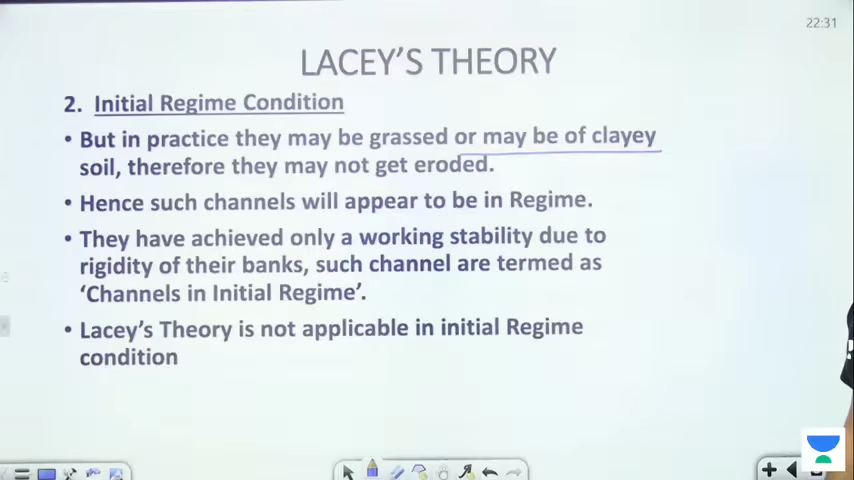 22:31
LACEY'S THEORY
2. Initial Regime Condition
• But in practice they may be grassed or may be of clayey
soil, therefore they may not get eroded.
• Hence such channels will appear to be in Regime.
• They have achieved only a working stability due to
rigidity of their banks, such channel are termed as
‘Channels in Initial Regime’.
• Lacey’s Theory is not applicable in initial Regime
condition